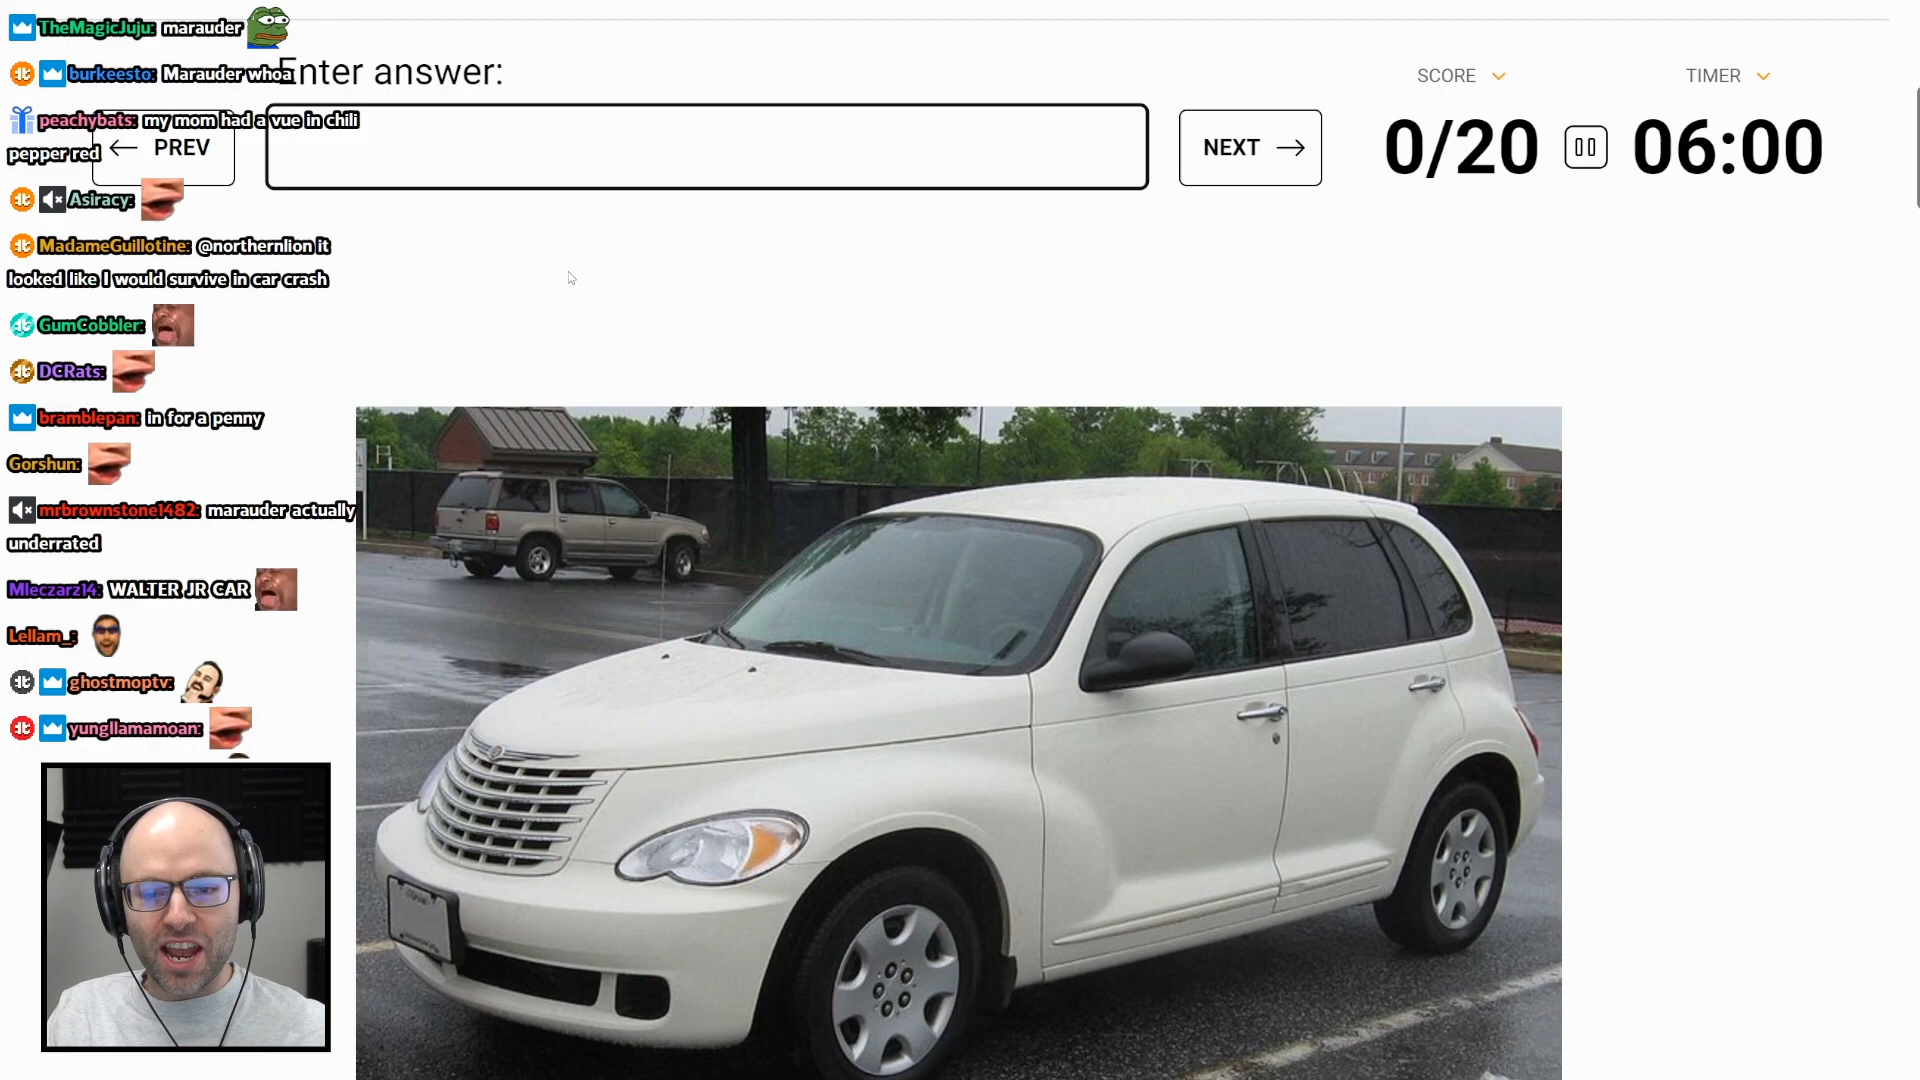 TheMagicJuju: marauder
burkeesto: Marauder whoa
Enter answer:
SCORE
TIMER
peachybats: my mom had a vue in chili
pepper red
PREV
NEXT
0/20
06:00
Asiracy:
MadameGuillotine: @northernlion it
looked like I would survive in car crash
GumCobbler:
DCRats:
bramblepan: in for a penny
Gorshun:
mrbrownstone1482: marauder actually
underrated
Mleczarz14: WALTER JR CAR
Lellam_:
ghostmoptv:
yungllamamoan: